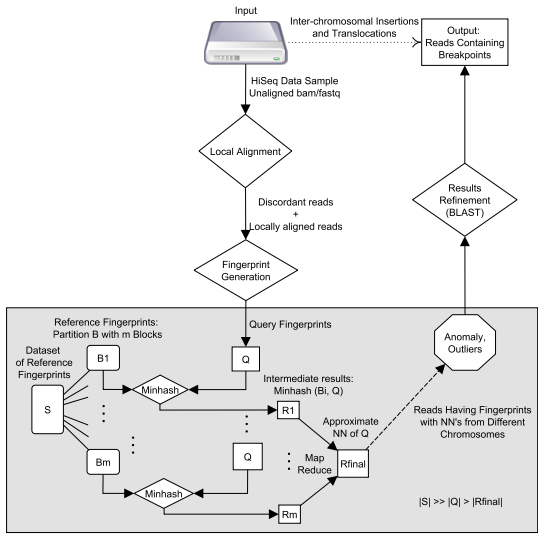 Input
Inter-chromosomal Insertions
and Translocations
Output:
Reads Containing
Breakpoints
HiSeq Data Sample
Unaligned bam/fastq
Local Alignment
Discordant reads
+
Locally aligned reads
Results
Refinement
(BLAST)
Fingerprint
Generation
Reference Fingerprints:
Partition B with m Blocks
Query Fingerprints
Anomaly,
Outliers
Dataset
of Reference
Fingerprints
B1
Q
Minhash
Intermediate results:
Minhash (Bi, Q)
S
R1
Approximate
NN of Q
Reads Having Fingerprints
with NN's from Different
Chromosomes
Bm
Q
Map
Reduce
Rfinal
Minhash
Rm
|S| >> |Q| > |Rfinal|